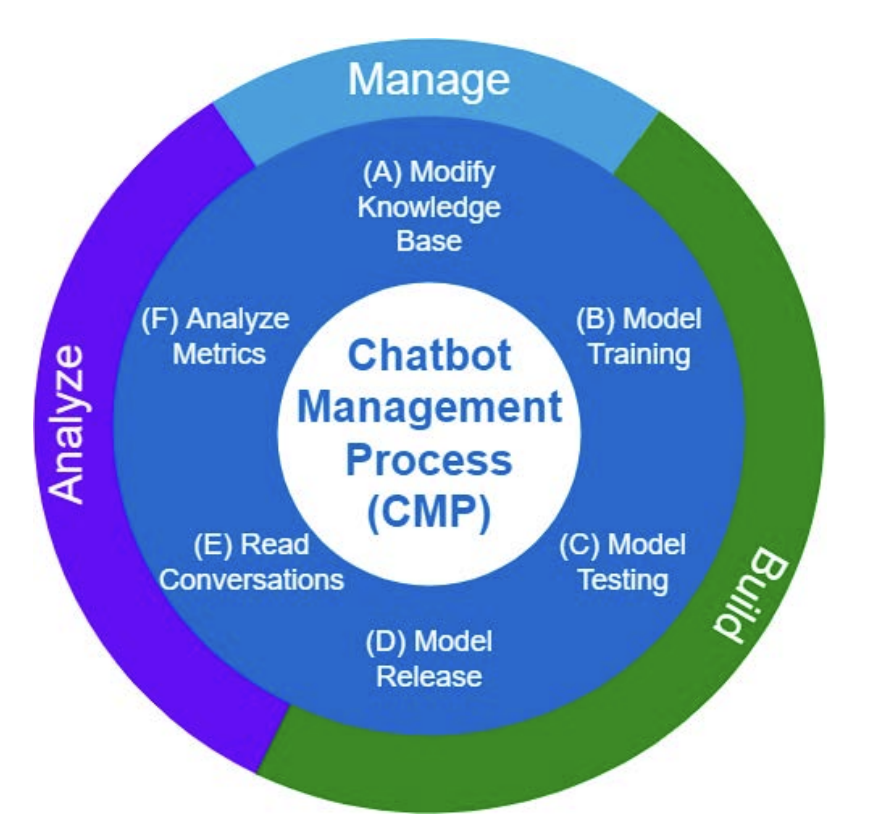 Manage
(A) Modify
Knowledge
Base
(F) Analyze
Metrics
(B) Model
Training
Chatbot
Management
Process
(CMP)
Analyze
(E) Read
Conversations
(C) Model
Testing
Build
(D) Model
Release